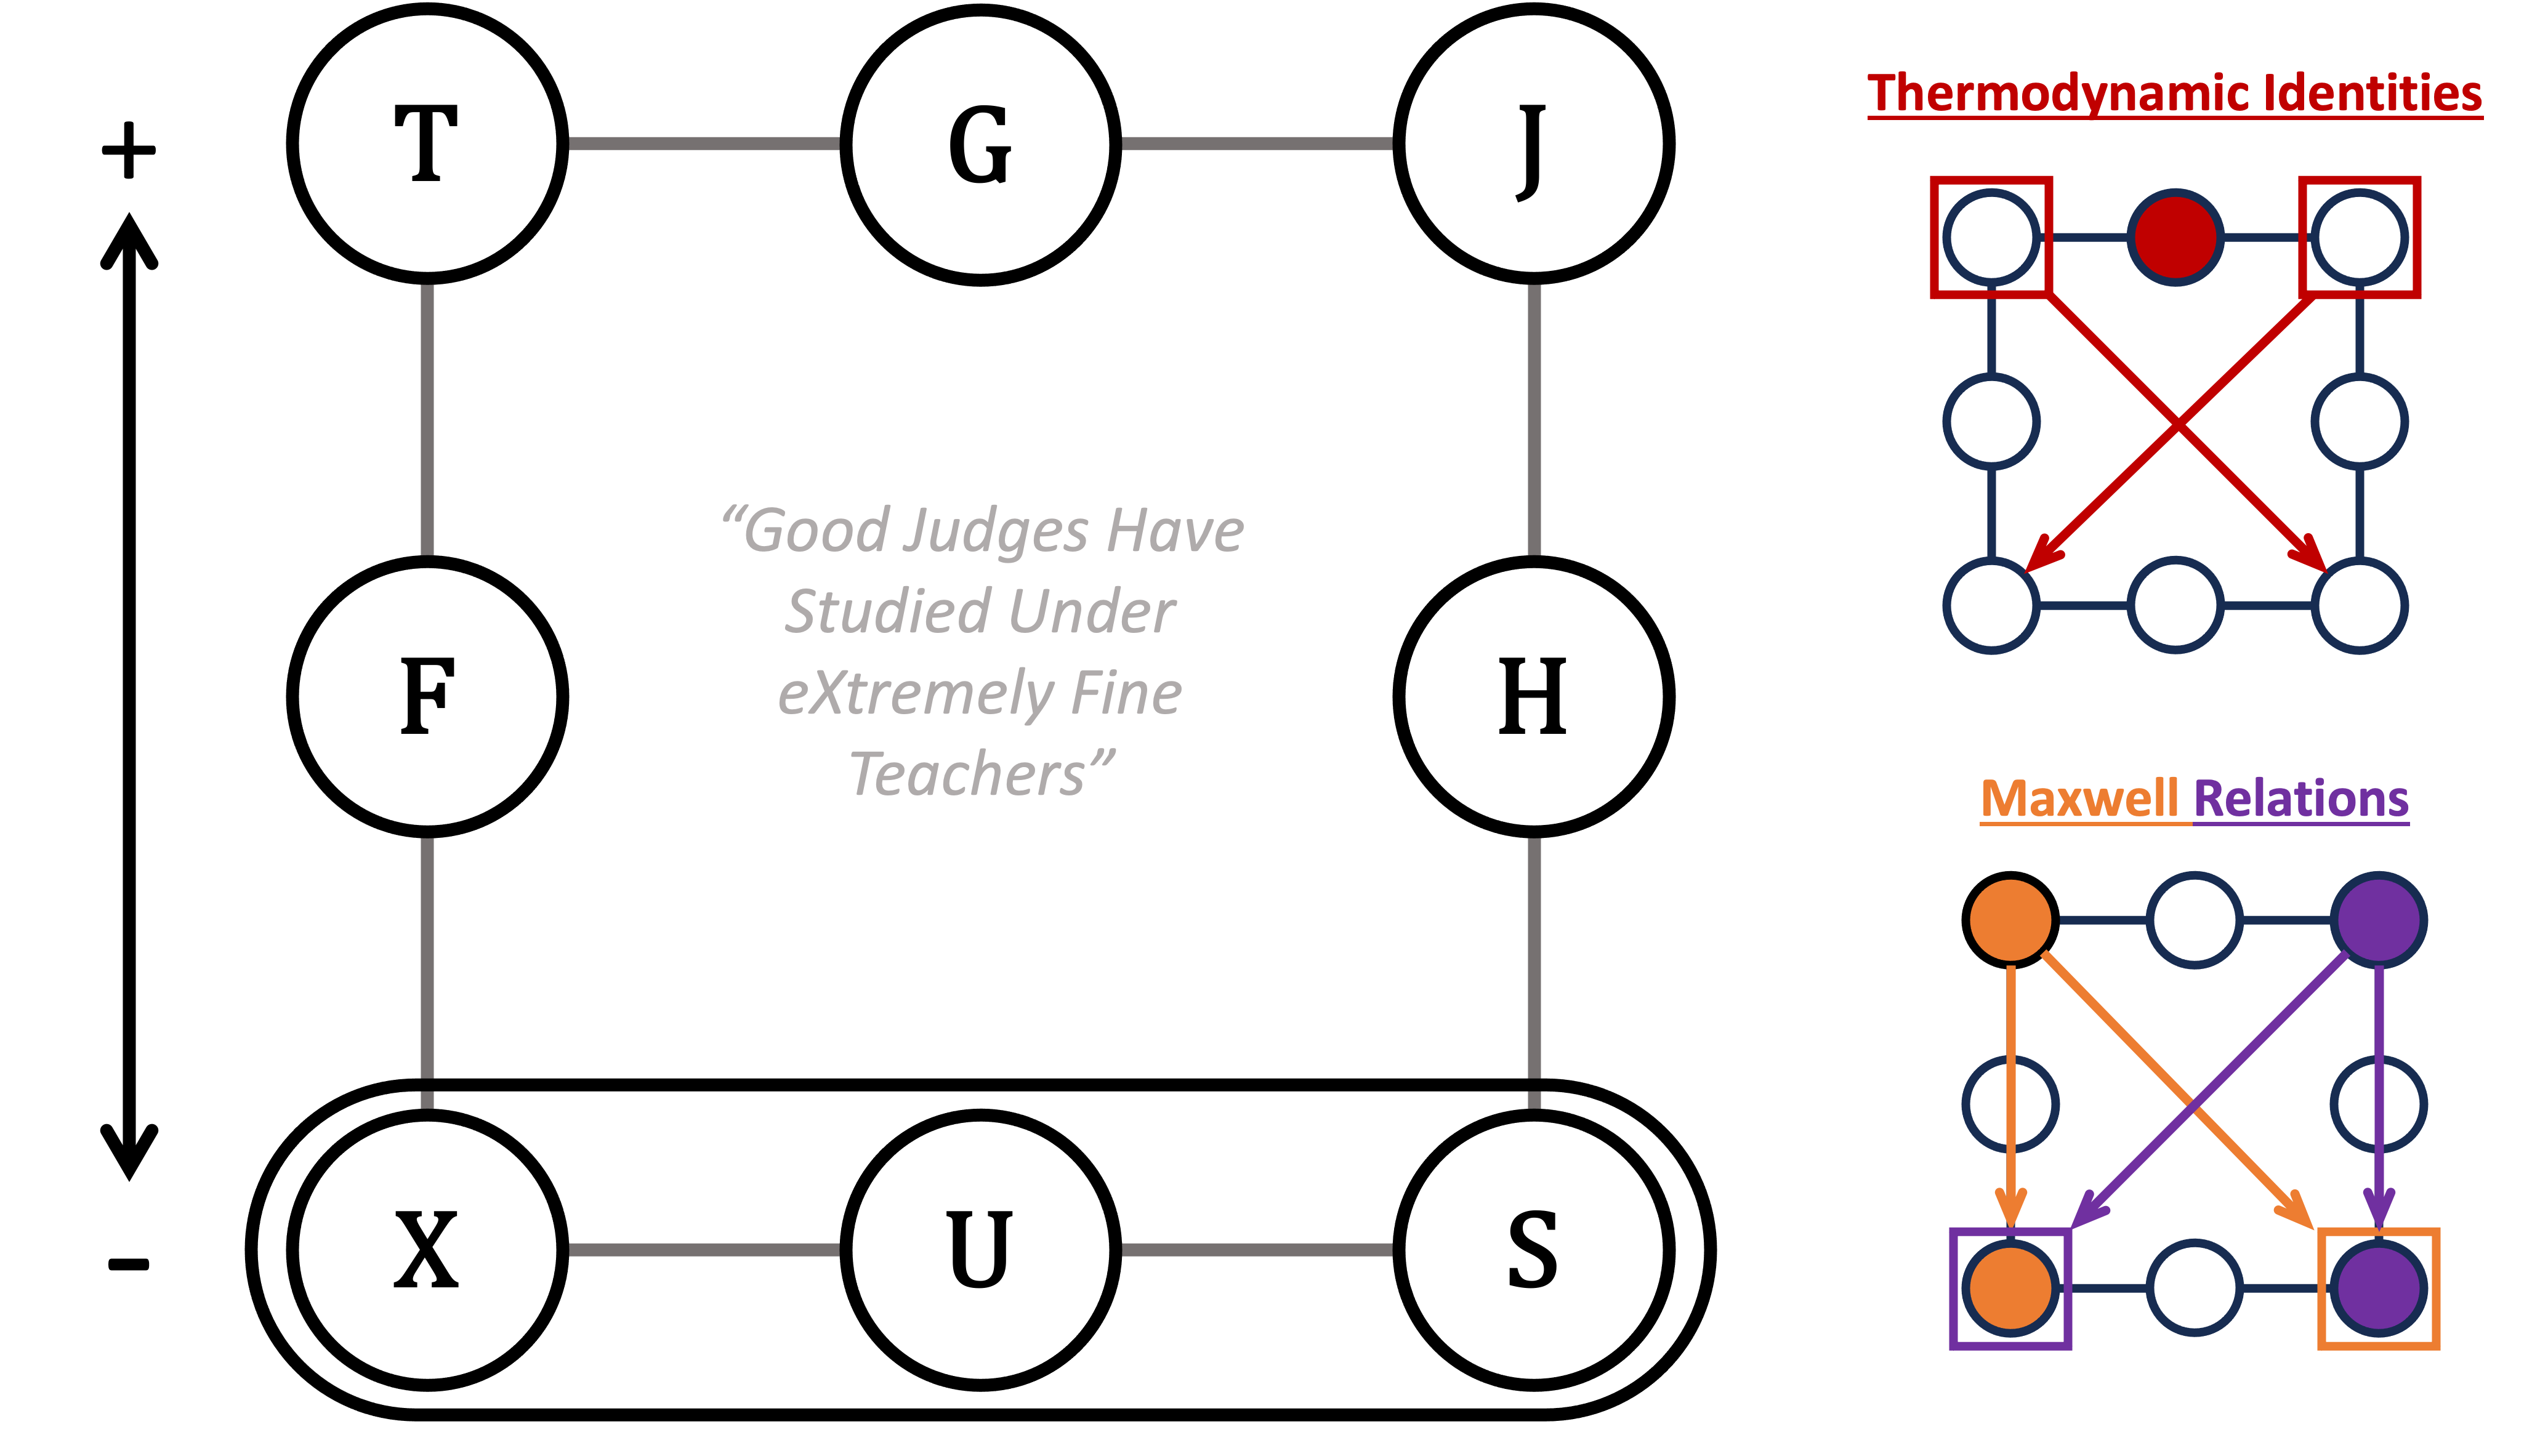 +
T
G
J
F
“Good Judges Have
Studied Under
eXtremely Fine
Teachers”
H
-
X
U
S
Thermodynamic Identities
Maxwell Relations